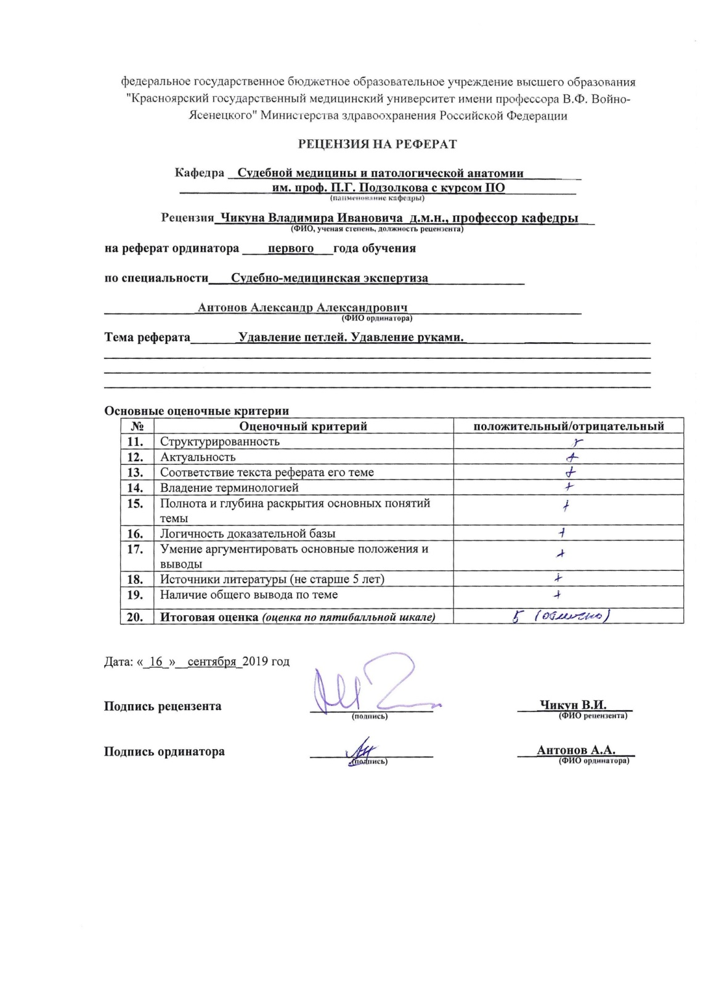 федеральное государственное бюджетное образовательное учреждение высшего образования
"Красноярский государственный медицинский университет имени профессора В.Ф. Войно-
Ясенецкого" Министерства здравоохранения Российской Федерации
РЕЦЕНЗИЯ НА РЕФЕРАТ
Кафедра Судебной медицины и патологической анатомии
им. проф. П.Г. Подзолкова с курсом ПО
(наименование кафедры)
Рецензия Чикуна Владимира Ивановича д.м.н., профессор кафедры
(ФИО, ученая степень, должность рецензента)
на реферат ординатора первого года обучения
по специальности Судебно-медицинская экспертиза
Антонов Александр Александрович
(ФИО ординатора)
Тема реферата Удавление петлей. Удавление руками.
Основные оценочные критерии
№ Оценочный критерий положительный/отрицательный
11. Структурированность +
12. Актуальность +
13. Соответствие текста реферата его теме +
14. Владение терминологией +
15. Полнота и глубина раскрытия основных понятий
темы +
16. Логичность доказательной базы +
17. Умение аргументировать основные положения и
выводы +
18. Источники литературы (не старше 5 лет) +
19. Наличие общего вывода по теме +
20. Итоговая оценка (оценка по пятибалльной шкале) 5 (отлично)
Дата: « 16 » сентября 2019 год
Подпись рецензента Чикун В.И.
(подпись) (ФИО рецензента)
Подпись ординатора Антонов А.А.
(подпись) (ФИО ординатора)